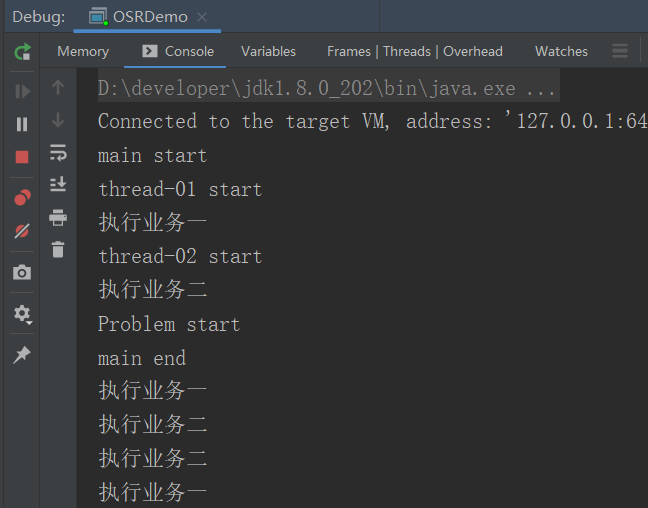 Debug: OSRDemo
Memory Console Variables Frames | Threads | Overhead Watches
D:\developer\jdk1.8.0_202\bin\java.exe ...
Connected to the target VM, address: '127.0.0.1:64
main start
thread-01 start
执行业务一
thread-02 start
执行业务二
Problem start
main end
执行业务一
执行业务二
执行业务二
执行业务一